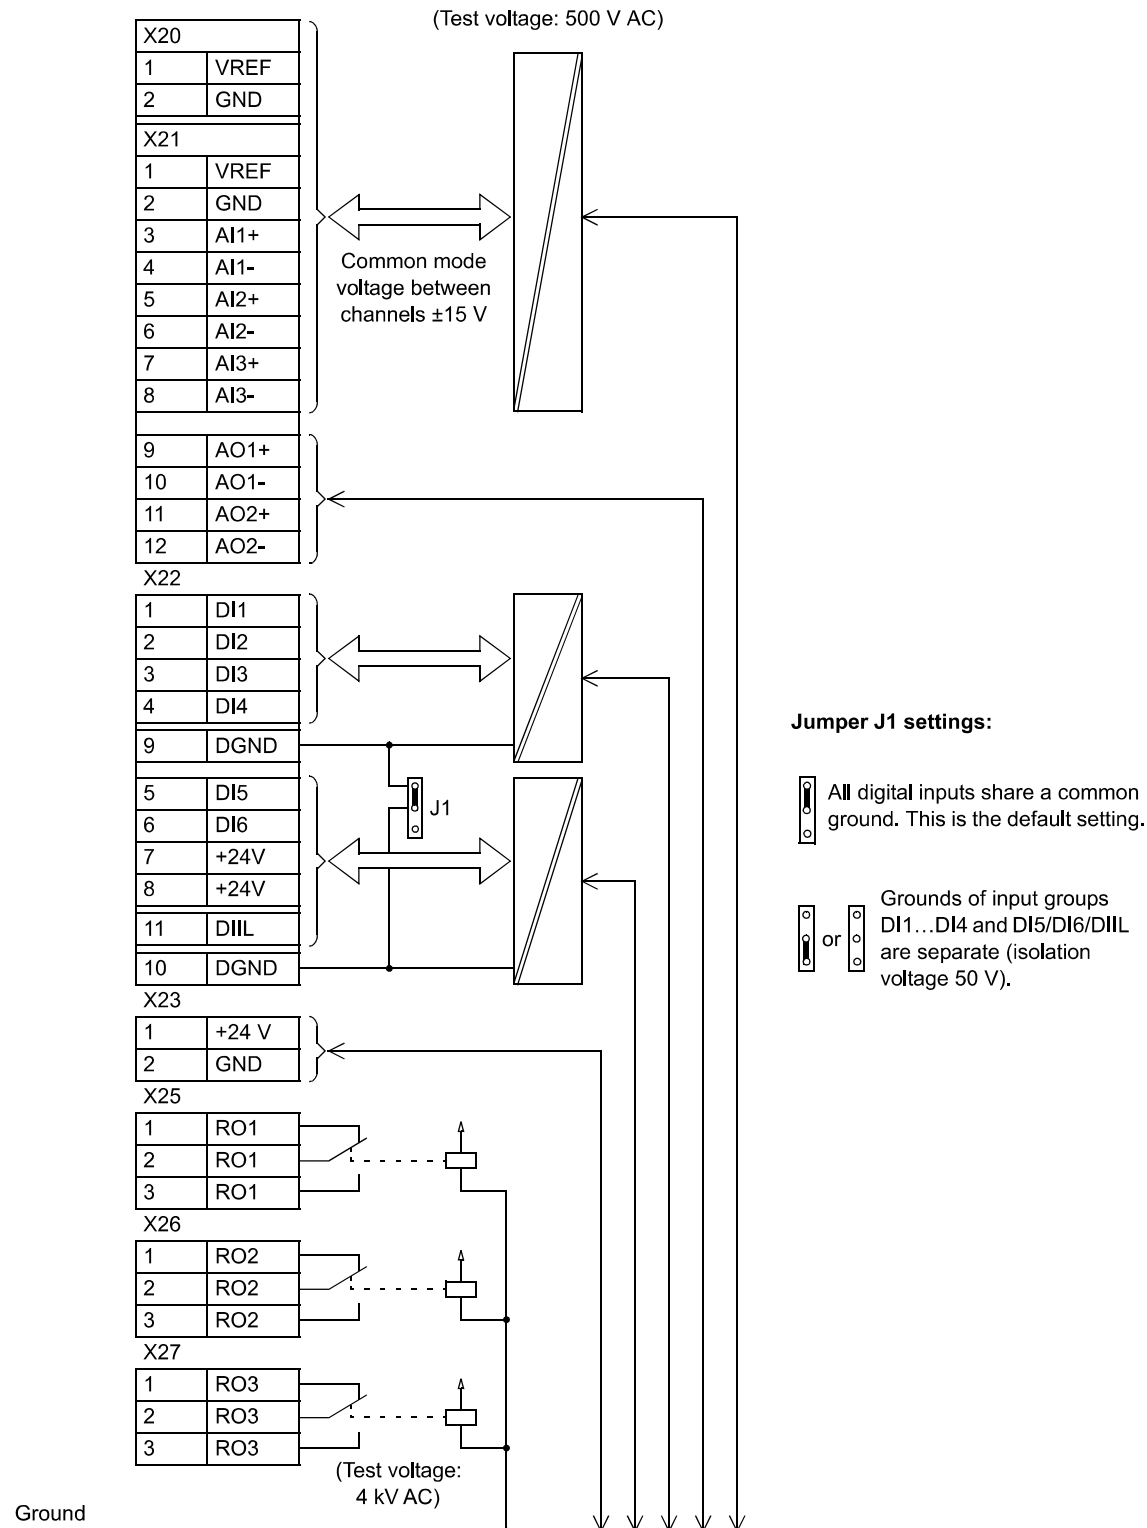 (Test voltage: 500 V AC)
X20
1 VREF
2 GND
X21
1 VREF
2 GND
3 AI1+
4 AI1-
5 AI2+
6 AI2-
7 AI3+
8 AI3-
Common mode
voltage between
channels ±15 V
9 AO1+
10 AO1-
11 AO2+
12 AO2-
X22
1 DI1
2 DI2
3 DI3
4 DI4
9 DGND
5 DI5
6 DI6
7 +24V
8 +24V
11 DIIL
10 DGND
J1
Jumper J1 settings:
All digital inputs share a common
ground. This is the default setting.
or
Grounds of input groups
DI1…DI4 and DI5/DI6/DIIL
are separate (isolation
voltage 50 V).
X23
1 +24 V
2 GND
X25
1 RO1
2 RO1
3 RO1
X26
1 RO2
2 RO2
3 RO2
X27
1 RO3
2 RO3
3 RO3
(Test voltage:
4 kV AC)
Ground